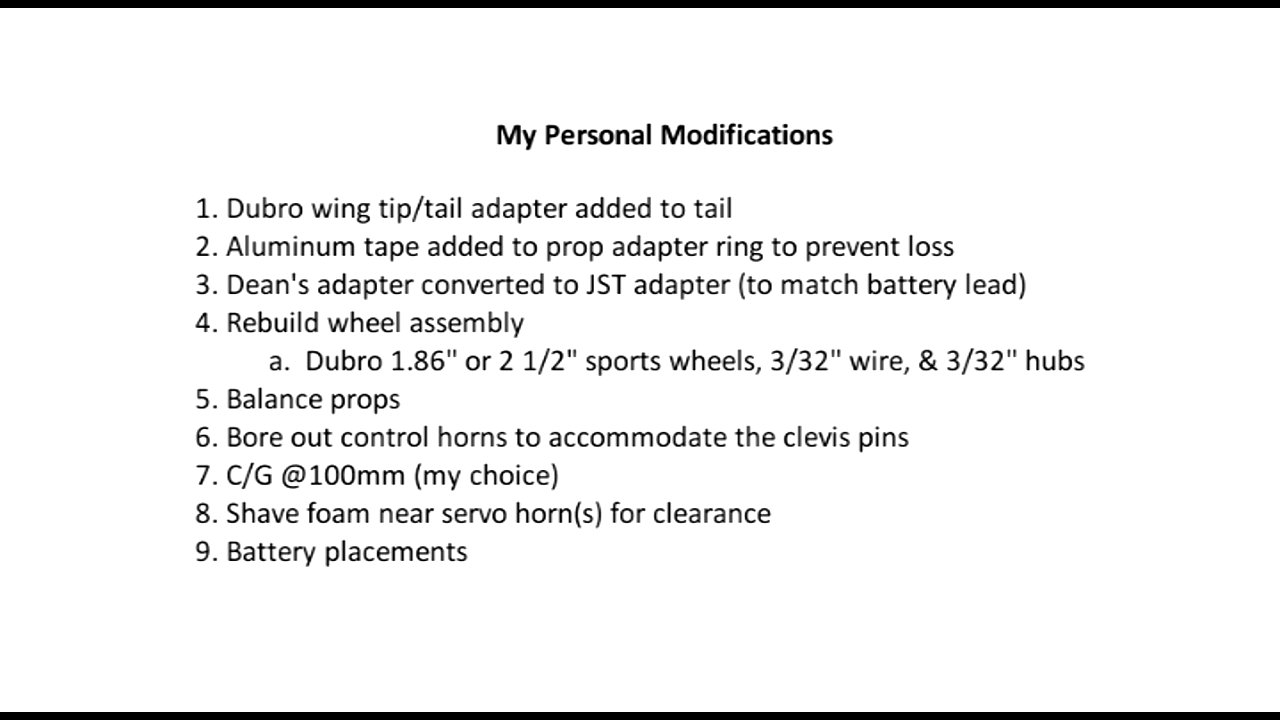 My Personal Modifications
1. Dubro wing tip/tail adapter added to tail
2. Aluminum tape added to prop adapter ring to prevent loss
3. Dean's adapter converted to JST adapter (to match battery lead)
4. Rebuild wheel assembly
a. Dubro 1.86" or 2 1/2" sports wheels, 3/32" wire, & 3/32" hubs
5. Balance props
6. Bore out control horns to accommodate the clevis pins
7. C/G @100mm (my choice)
8. Shave foam near servo horn(s) for clearance
9. Battery placements